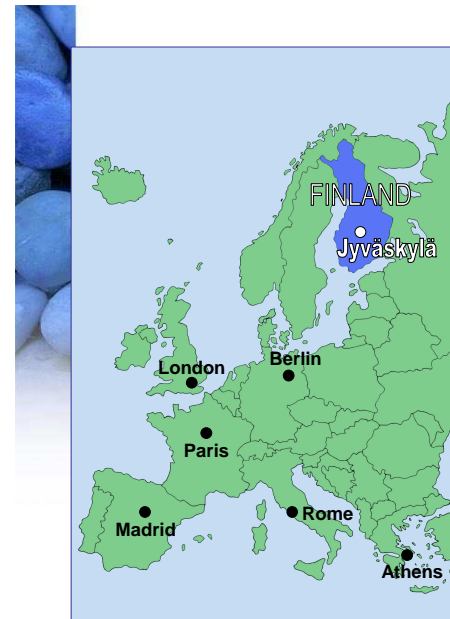 FINLAND
Jyväskylä
Berlin
London
Paris
Madrid
Rome
Athens